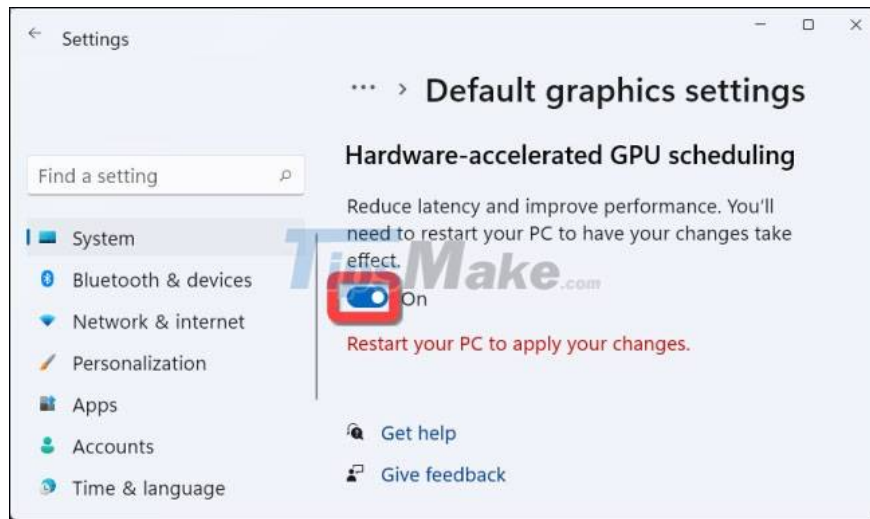 Settings
··· > Default graphics settings
Find a setting
System
Bluetooth & devices
Network & internet
Personalization
Apps
Accounts
Time & language
Hardware-accelerated GPU scheduling
Reduce latency and improve performance. You'll
need to restart your PC to have your changes take
effect.
On
Restart your PC to apply your changes.
Get help
Give feedback
TipsMake.com